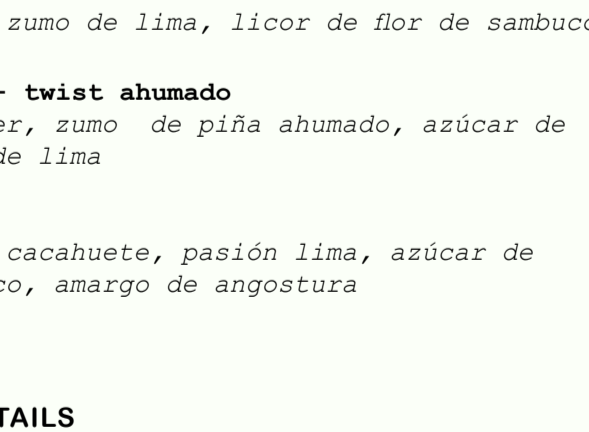 zumo de lima, licor de flor de sambuco
- twist ahumado
er, zumo  de piña ahumado, azúcar de
de lima
cacahuete, pasión lima, azúcar de
co, amargo de angostura
TAILS